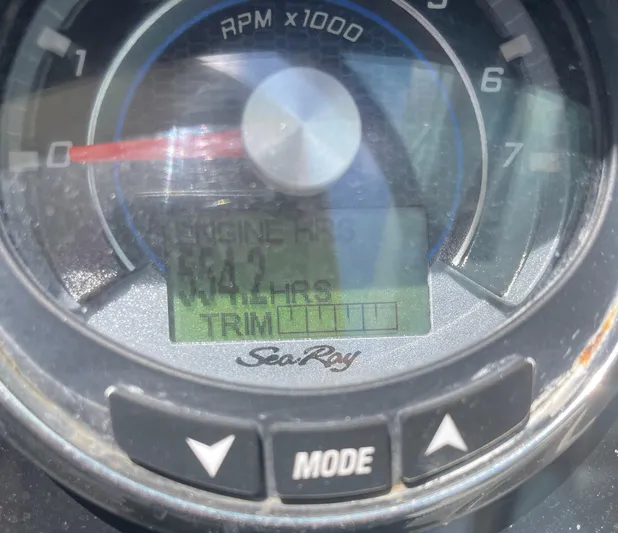 RPM x1000
1
6
0
7
ENGINE HRS
554.2 HRS
TRIM
Sea Ray
MODE